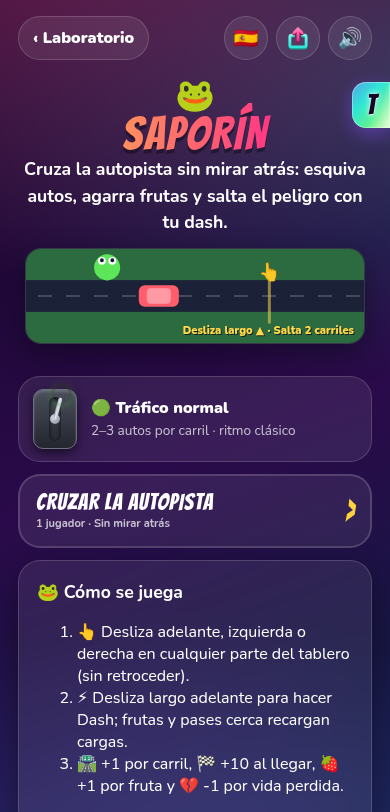 ‹ Laboratorio
T
SAPORÍN
Cruza la autopista sin mirar atrás: esquiva
autos, agarra frutas y salta el peligro con
tu dash.
Desliza largo ▲ · Salta 2 carriles
🟢 Tráfico normal
2–3 autos por carril · ritmo clásico
CRUZAR LA AUTOPISTA
1 jugador · Sin mirar atrás
🐸 Cómo se juega
1. 👆 Desliza adelante, izquierda o
derecha en cualquier parte del tablero
(sin retroceder).
2. ⚡ Desliza largo adelante para hacer
Dash; frutas y pases cerca recargan
cargas.
3. 🛣️ +1 por carril, 🏁 +10 al llegar, 🍓
+1 por fruta y 💔 -1 por vida perdida.